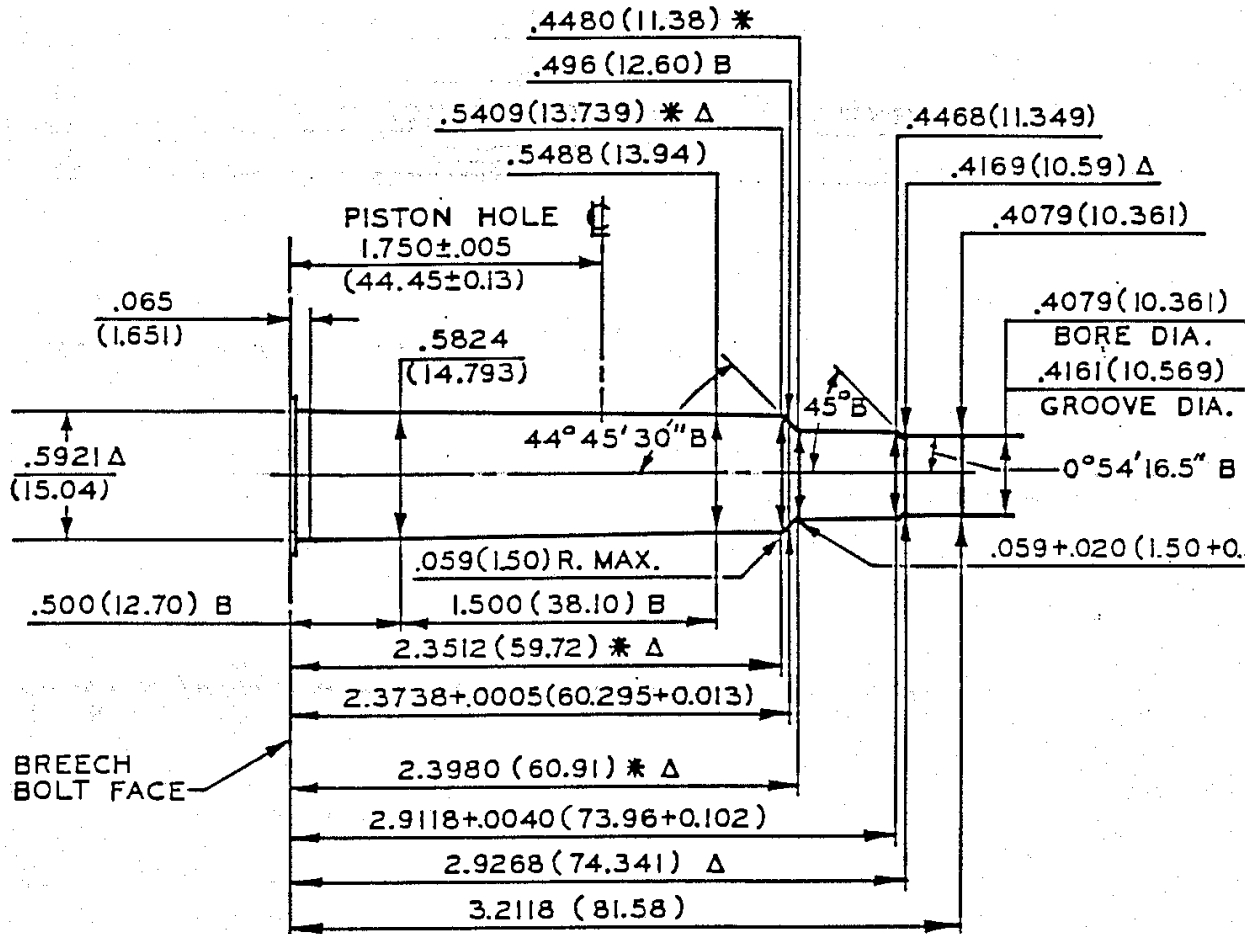 .4480(11.38) *
.496(12.60) B
.5409(13.739) * Δ
.4468(11.349)
.5488(13.94)
.4169(10.59) Δ
PISTON HOLE ℄
.4079(10.361)
1.750±.005
(44.45±0.13)
.065
(1.651)
.4079(10.361)
BORE DIA.
.5824
(14.793)
.4161(10.569)
GROOVE DIA.
45° B
44° 45' 30" B
.5921 Δ
(15.04)
0° 54' 16.5" B
.059(1.50) R. MAX.
.059+.020(1.50+0.
.500(12.70) B
1.500(38.10) B
2.3512(59.72) * Δ
2.3738+.0005(60.295+0.013)
BREECH
BOLT FACE
2.3980(60.91) * Δ
2.9118+.0040(73.96+0.102)
2.9268(74.341) Δ
3.2118 (81.58)